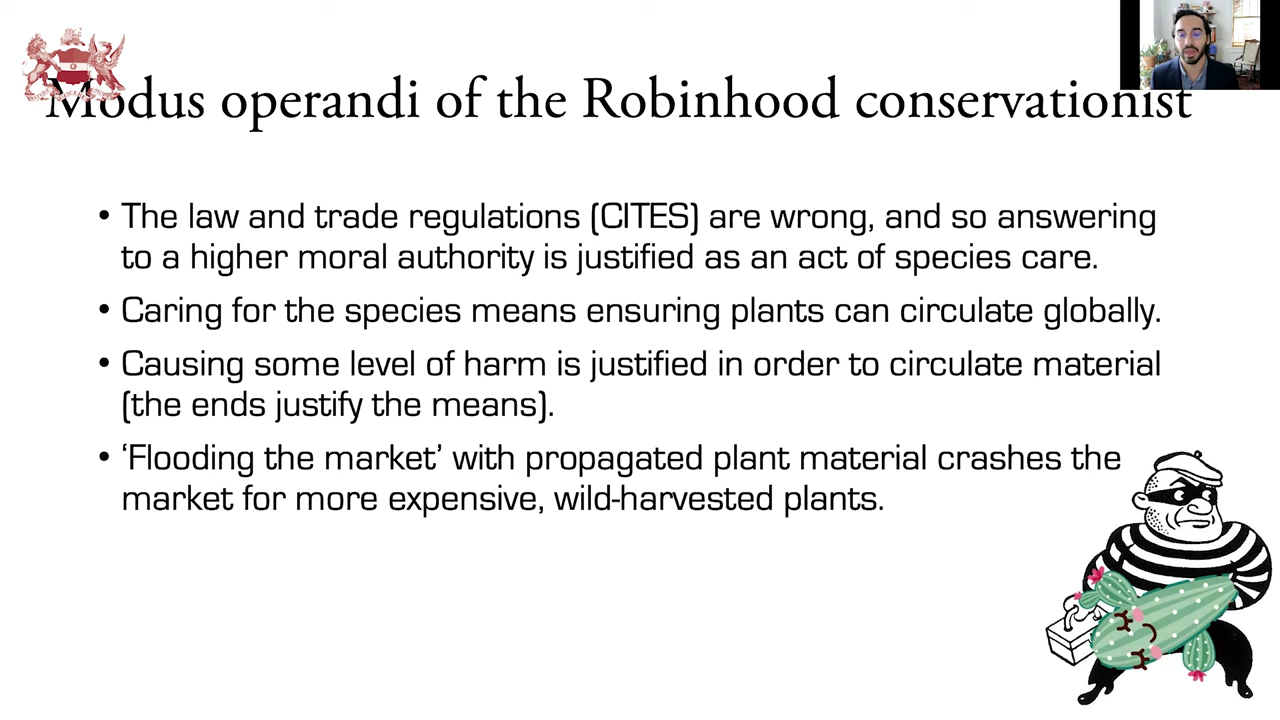 Modus operandi of the Robinhood conservationist
• The law and trade regulations (CITES) are wrong, and so answering
to a higher moral authority is justified as an act of species care.
• Caring for the species means ensuring plants can circulate globally.
• Causing some level of harm is justified in order to circulate material
(the ends justify the means).
• ‘Flooding the market’ with propagated plant material crashes the
market for more expensive, wild-harvested plants.